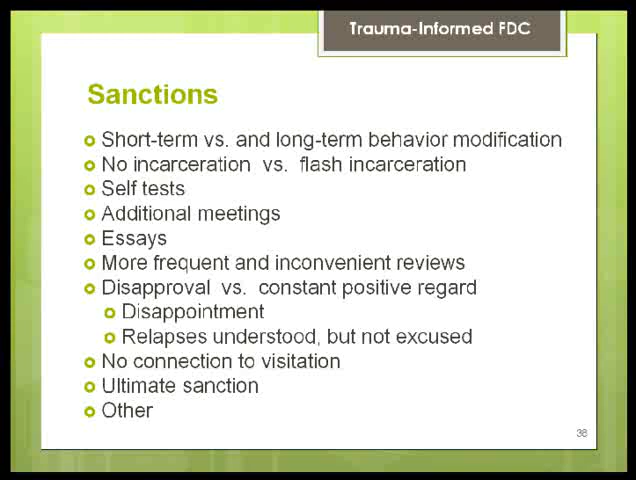 Trauma-Informed FDC
Sanctions
Short-term vs. and long-term behavior modification
No incarceration vs. flash incarceration
Self tests
Additional meetings
Essays
More frequent and inconvenient reviews
Disapproval vs. constant positive regard
Disappointment
Relapses understood, but not excused
No connection to visitation
Ultimate sanction
Other
36